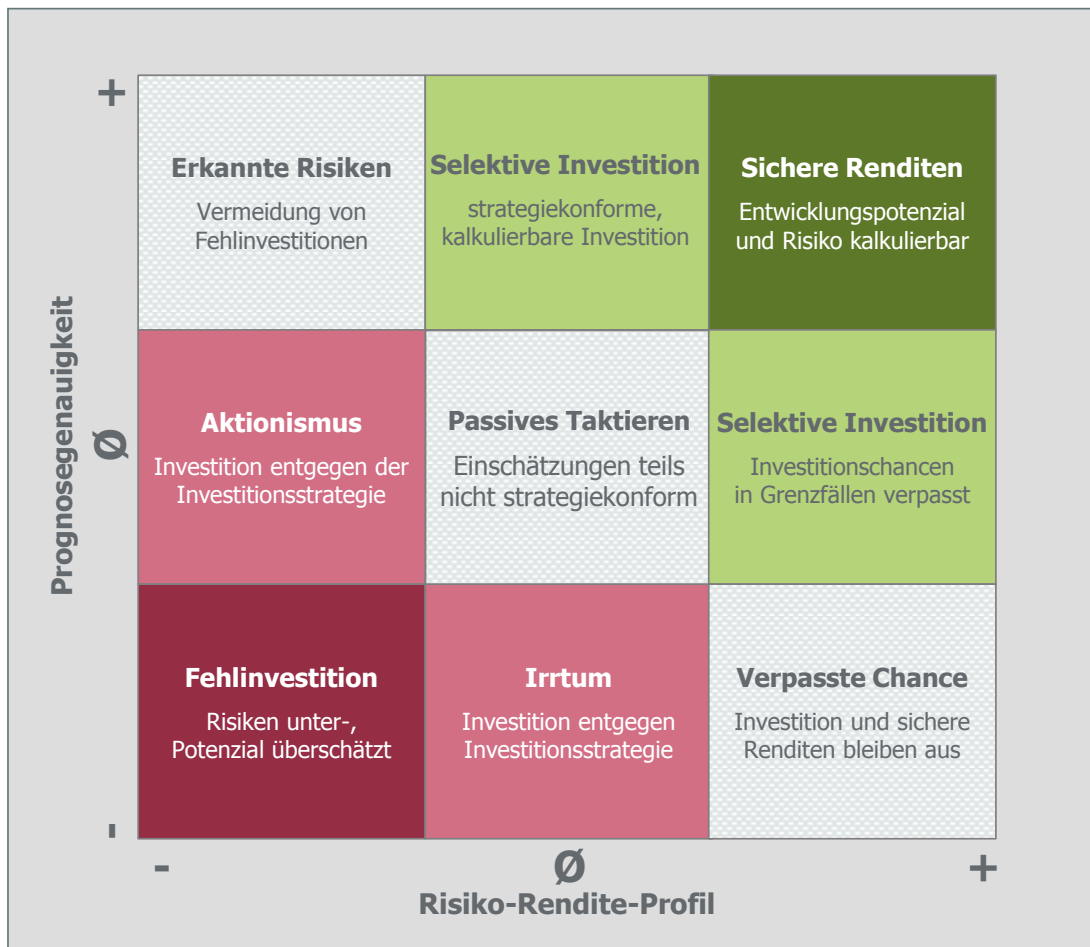 +
Erkannte Risiken
Vermeidung von
Fehlinvestitionen
Selektive Investition
strategiekonforme,
kalkulierbare Investition
Sichere Renditen
Entwicklungspotenzial
und Risiko kalkulierbar
Prognosegenauigkeit
Ø
Aktionismus
Investition entgegen der
Investitionsstrategie
Passives Taktieren
Einschätzungen teils
nicht strategiekonform
Selektive Investition
Investitionschancen
in Grenzfällen verpasst
Fehlinvestition
Risiken unter-,
Potenzial überschätzt
Irrtum
Investition entgegen
Investitionsstrategie
Verpasste Chance
Investition und sichere
Renditen bleiben aus
-
- Ø +
Risiko-Rendite-Profil